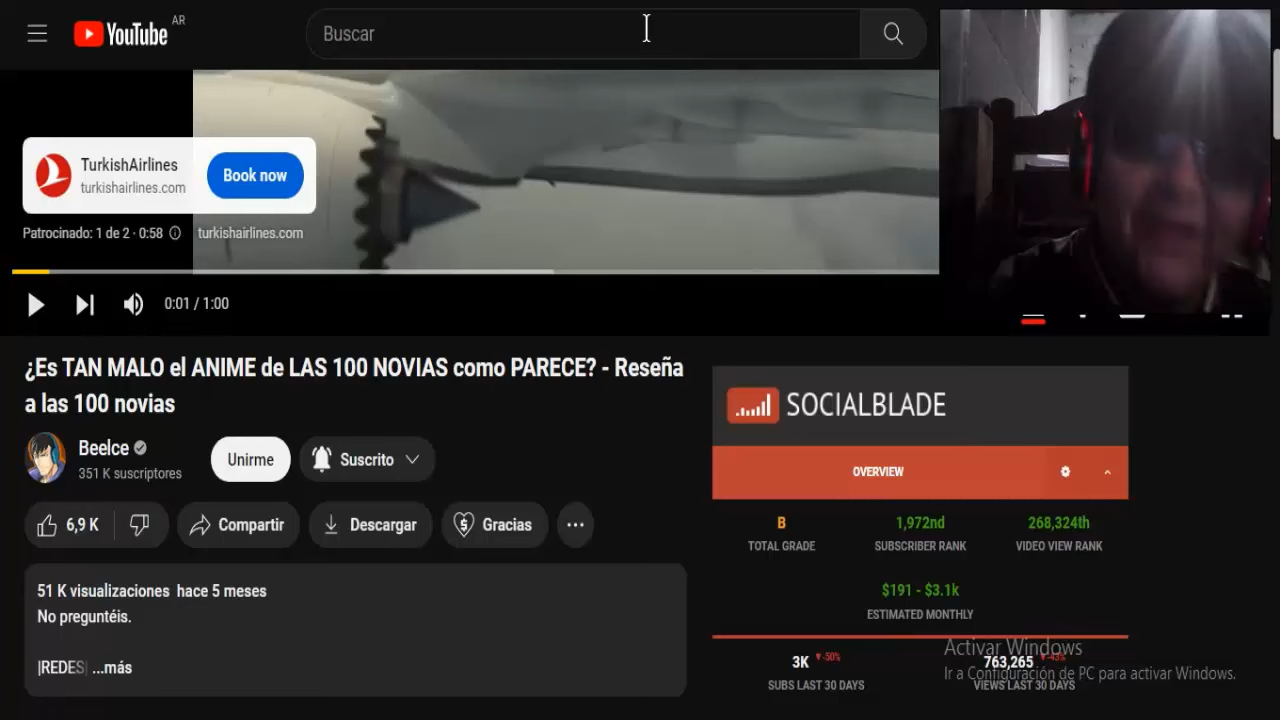 YouTube AR
Buscar
TurkishAirlines
turkishairlines.com
Book now
Patrocinado: 1 de 2 · 0:58 turkishairlines.com
0:01 / 1:00
¿Es TAN MALO el ANIME de LAS 100 NOVIAS como PARECE? - Reseña
a las 100 novias
Beelce
351 K suscriptores
Unirme
Suscrito
6,9 K
Compartir
Descargar
Gracias
51 K visualizaciones hace 5 meses
No preguntéis.
|REDES| ...más
SOCIALBLADE
OVERVIEW
B
TOTAL GRADE
1,972nd
SUBSCRIBER RANK
268,324th
VIDEO VIEW RANK
$191 - $3.1k
ESTIMATED MONTHLY
3K -50%
SUBS LAST 30 DAYS
763,265 -43%
VIEWS LAST 30 DAYS
Activar Windows
Ir a Configuración de PC para activar Windows.